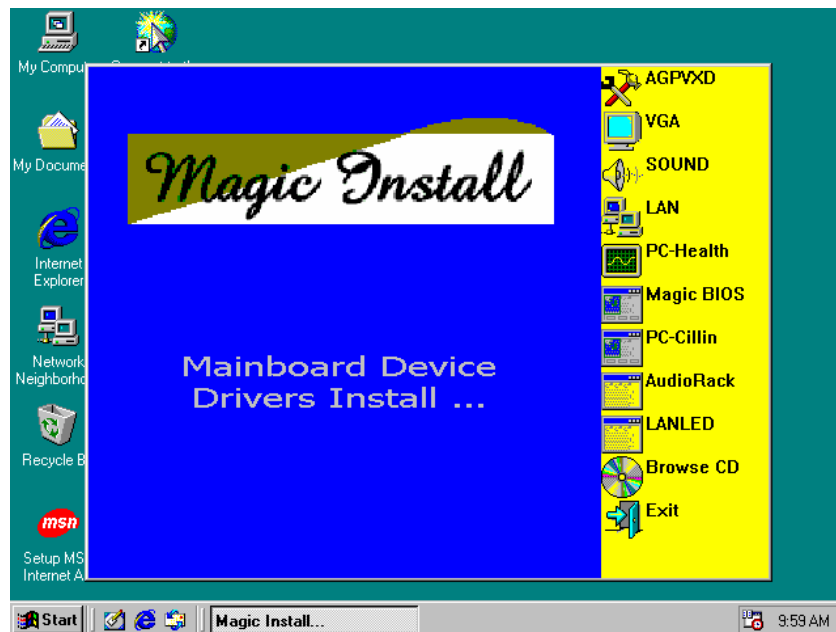 My Compu
My Docume
Internet
Explorer
Network
Neighborho
Recycle B
msn
Setup MS
Internet A
Magic Install
Mainboard Device
Drivers Install ...
AGPVXD
VGA
SOUND
LAN
PC-Health
Magic BIOS
PC-Cillin
AudioRack
LANLED
Browse CD
Exit
Start
Magic Install...
9:59 AM